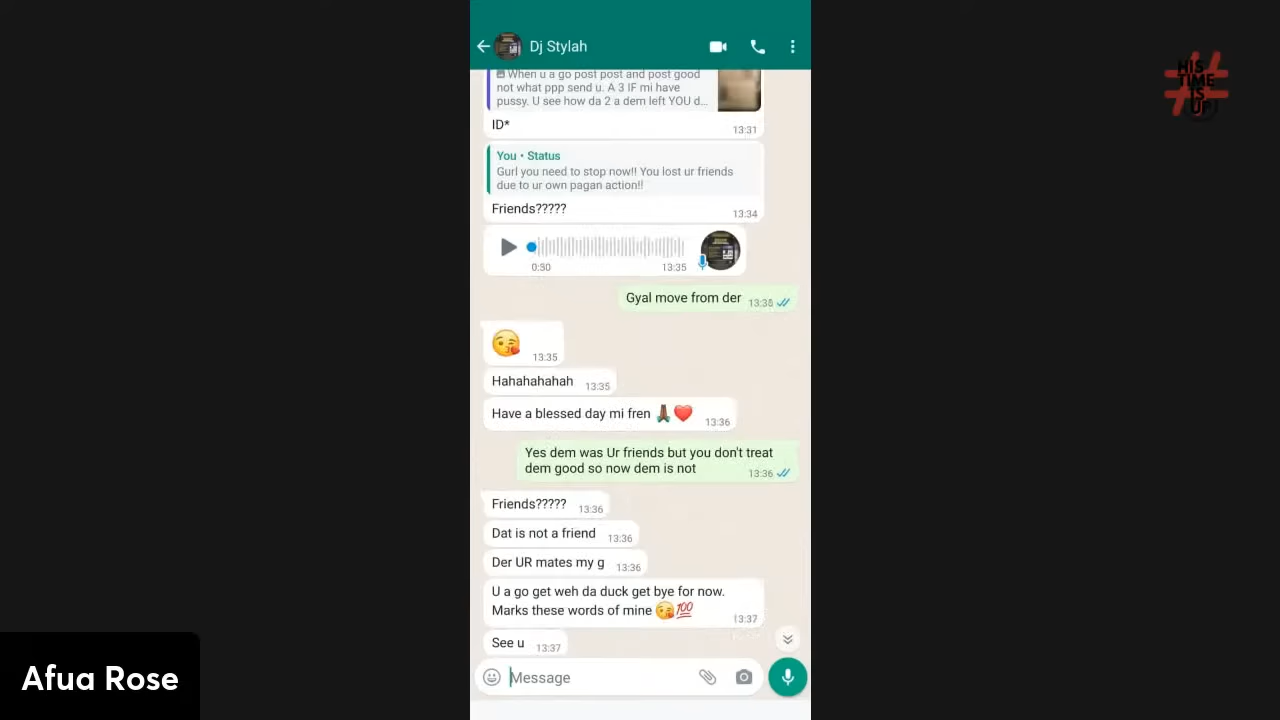 Dj Stylah
When u a go post post and post good
not what ppp send u. A 3 IF mi have
pussy. U see how da 2 a dem left YOU d...
ID*
13:31
You • Status
Gurl you need to stop now!! You lost ur friends
due to ur own pagan action!!
Friends?????
13:34
0:30
13:35
Gyal move from der
13:35
13:35
Hahahahahah
13:35
Have a blessed day mi fren 🙏🏾❤️
13:36
Yes dem was Ur friends but you don't treat
dem good so now dem is not
13:36
Friends?????
13:36
Dat is not a friend
13:36
Der UR mates my g
13:36
U a go get weh da duck get bye for now.
Marks these words of mine 😘💯
13:37
See u
13:37
Message
Afua Rose
HIS
TIME
IS
UP